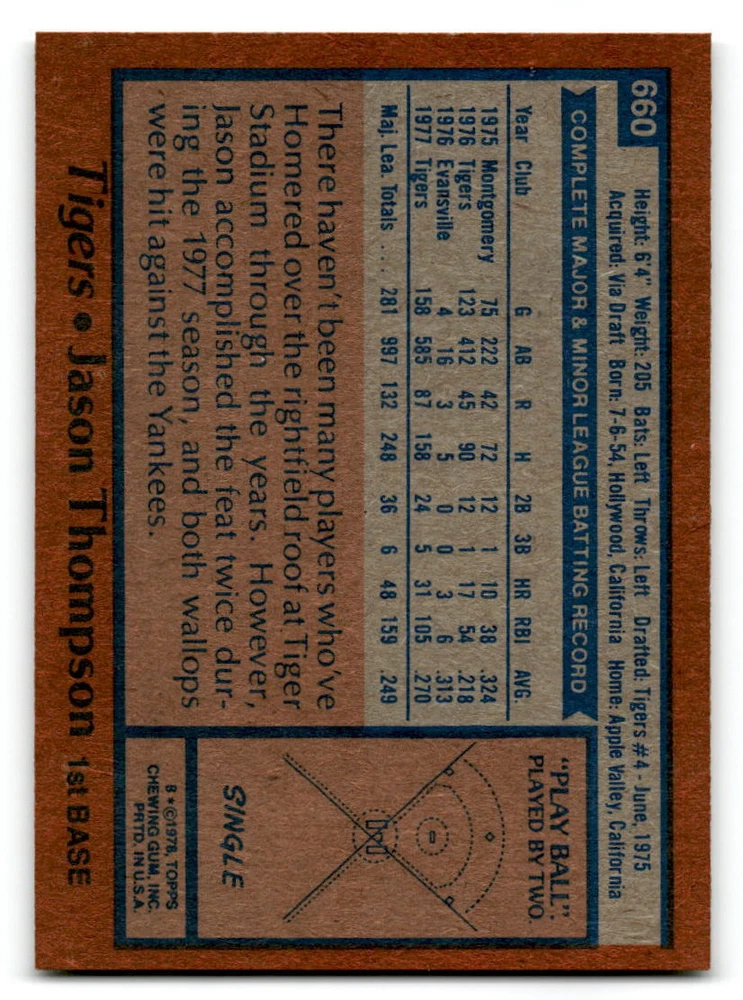 660
Height: 6'4" Weight: 205 Bats: Left Throws: Left Drafted: Tigers #4 - June, 1975
Acquired: Via Draft Born: 7-6-54, Hollywood, California Home: Apple Valley, California
COMPLETE MAJOR & MINOR LEAGUE BATTING RECORD
Year Club G AB R H 2B 3B HR RBI AVG.
1975 Montgomery 75 222 42 72 12 1 10 38 .324
1976 Tigers 123 412 45 90 12 1 17 54 .218
1976 Evansville 4 16 3 5 0 0 3 6 .313
1977 Tigers 158 585 87 158 24 5 31 105 .270
Maj. Lea. Totals .... 281 997 132 248 36 6 48 159 .249
There haven't been many players who've
Homered over the rightfield roof at Tiger
Stadium through the years. However,
Jason accomplished the feat twice dur-
ing the 1977 season, and both wallops
were hit against the Yankees.
"PLAY BALL":
PLAYED BY TWO.
SINGLE
B * ©1978, TOPPS
CHEWING GUM, INC.
PRTD. IN U.S.A.
Tigers • Jason Thompson 1st BASE